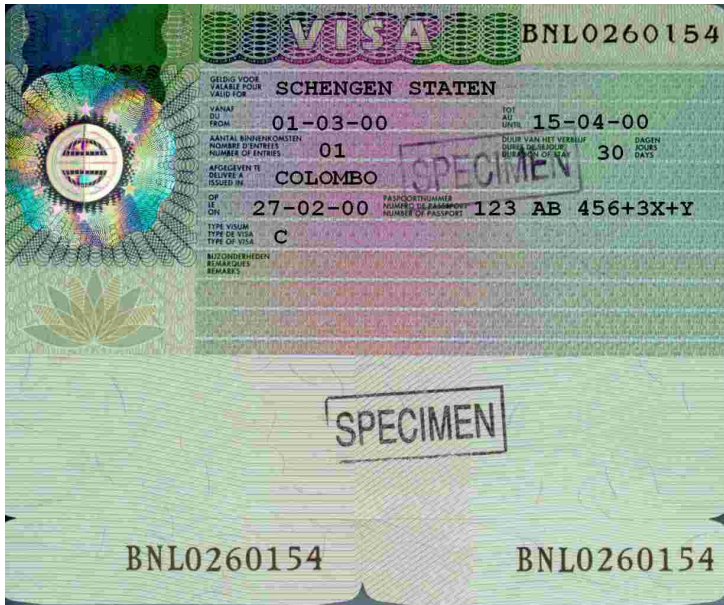 VISA BNL0260154
GELDIG VOOR
VALABLE POUR
VALID FOR
SCHENGEN STATEN
VANAF
DU
FROM
01-03-00
TOT
AU
UNTIL
15-04-00
AANTAL BINNENKOMSTEN
NOMBRE D'ENTREES
NUMBER OF ENTRIES
01
DUUR VAN HET VERBLIJF
DUREE DE SEJOUR
DURATION OF STAY
30
DAGEN
JOURS
DAYS
SPECIMEN
AFGEGEVEN TE
DELIVRE A
ISSUED IN
COLOMBO
OP
LE
ON
27-02-00
PASPOORTNUMMER
NUMERO DE PASSEPORT
NUMBER OF PASSPORT
123 AB 456+3X+Y
TYPE VISUM
TYPE DE VISA
TYPE OF VISA
C
BIJZONDERHEDEN
REMARQUES
REMARKS
SPECIMEN
BNL0260154 BNL0260154